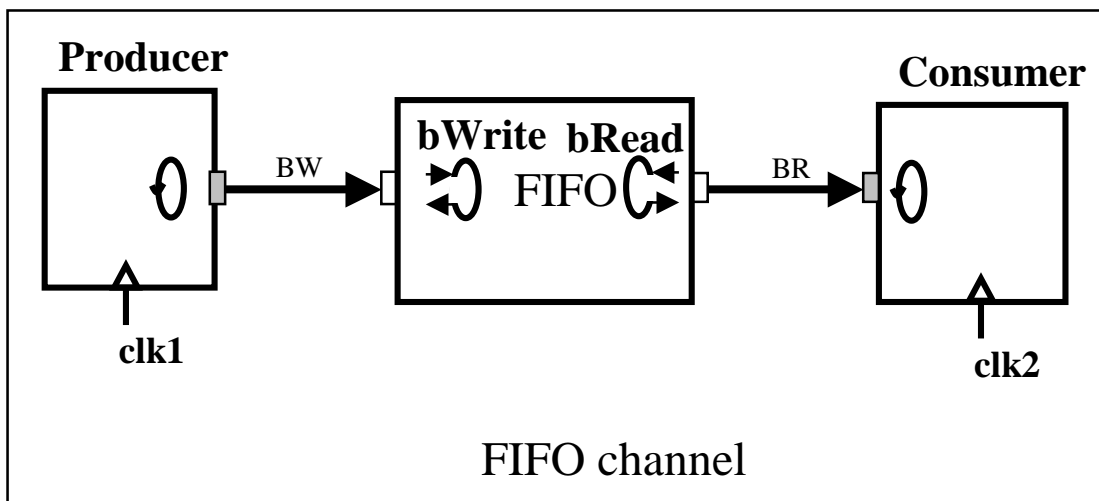 Producer
Consumer
bWrite bRead
BW
FIFO
BR
clk1
clk2
FIFO channel